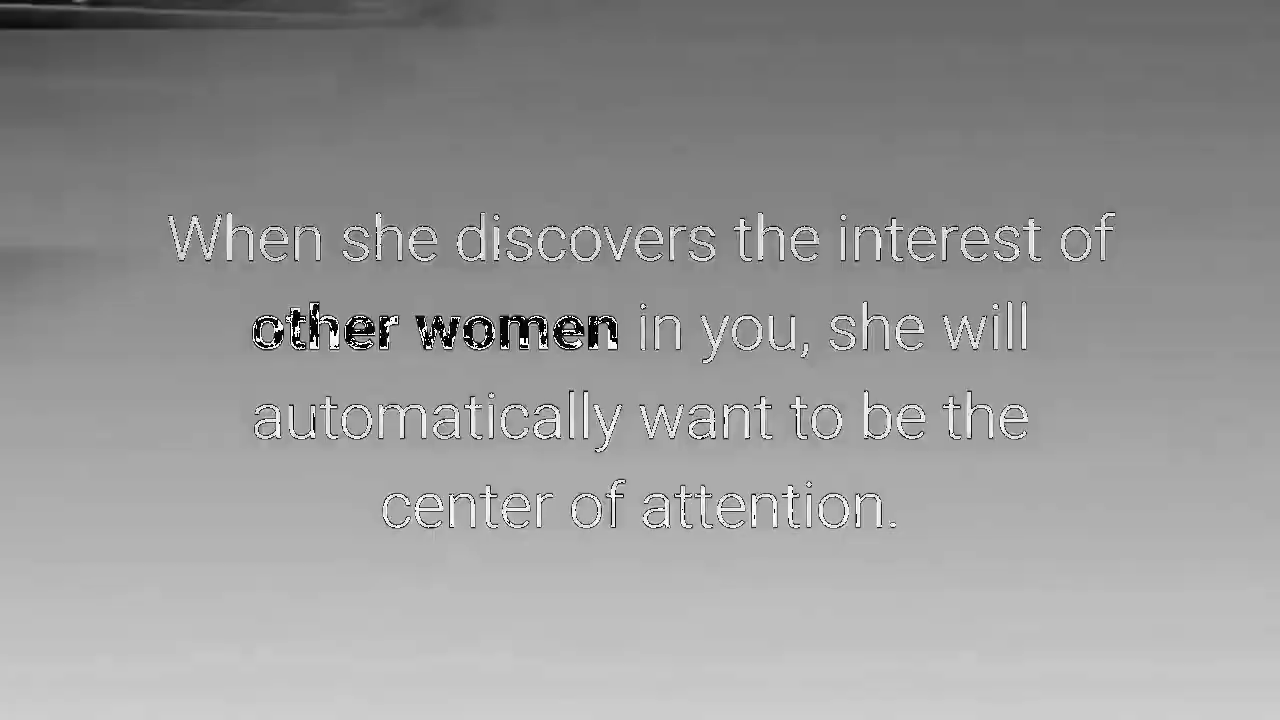 When she discovers the interest of
other women in you, she will
automatically want to be the
center of attention.